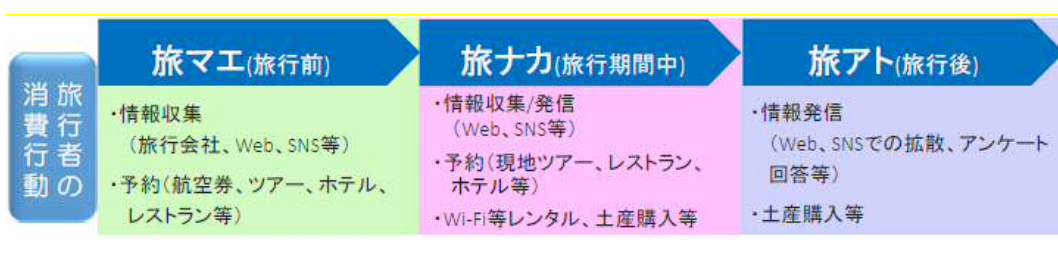 旅行者の
消費行動
旅マエ(旅行前)
・情報収集
（旅行会社、Web、SNS等）
・予約(航空券、ツアー、ホテル、
レストラン等）
旅ナカ(旅行期間中)
・情報収集/発信
（Web、SNS等）
・予約(現地ツアー、レストラン、
ホテル等）
・Wi-Fi等レンタル、土産購入等
旅アト(旅行後)
・情報発信
（Web、SNSでの拡散、アンケート
回答等）
・土産購入等